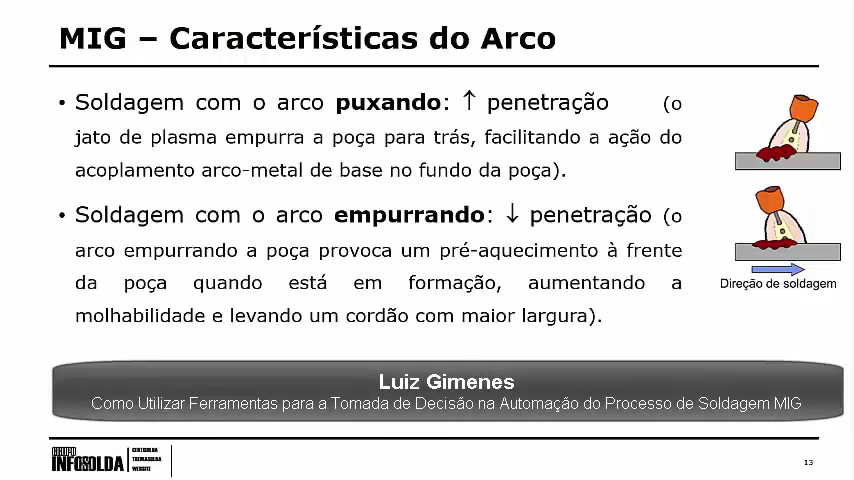 MIG – Características do Arco
• Soldagem com o arco puxando: ↑ penetração (o
jato de plasma empurra a poça para trás, facilitando a ação do
acoplamento arco-metal de base no fundo da poça).
• Soldagem com o arco empurrando: ↓ penetração (o
arco empurrando a poça provoca um pré-aquecimento à frente
da poça quando está em formação, aumentando a
molhabilidade e levando um cordão com maior largura).
Direção de soldagem
Luiz Gimenes
Como Utilizar Ferramentas para a Tomada de Decisão na Automação do Processo de Soldagem MIG
GRUPO
INFOSOLDA
WEBSITE
13